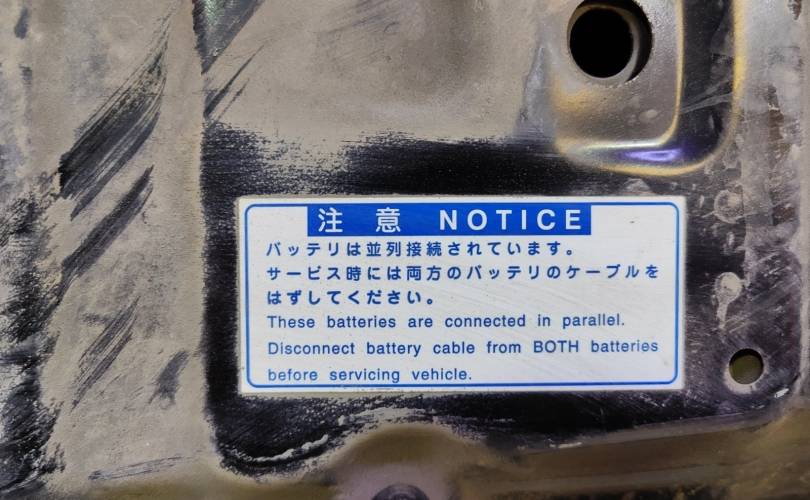 注意 NOTICE
バッテリは並列接続されています。
サービス時には両方のバッテリのケーブルを
はずしてください。
These batteries are connected in parallel.
Disconnect battery cable from BOTH batteries
before servicing vehicle.